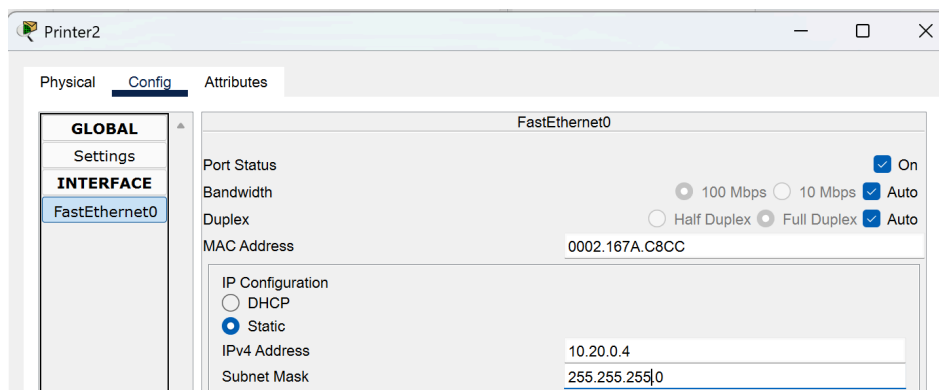 Printer2
Physical Config Attributes
GLOBAL
Settings
INTERFACE
FastEthernet0
FastEthernet0
Port Status On
Bandwidth 100 Mbps 10 Mbps Auto
Duplex Half Duplex Full Duplex Auto
MAC Address 0002.167A.C8CC
IP Configuration
DHCP
Static
IPv4 Address 10.20.0.4
Subnet Mask 255.255.255.0